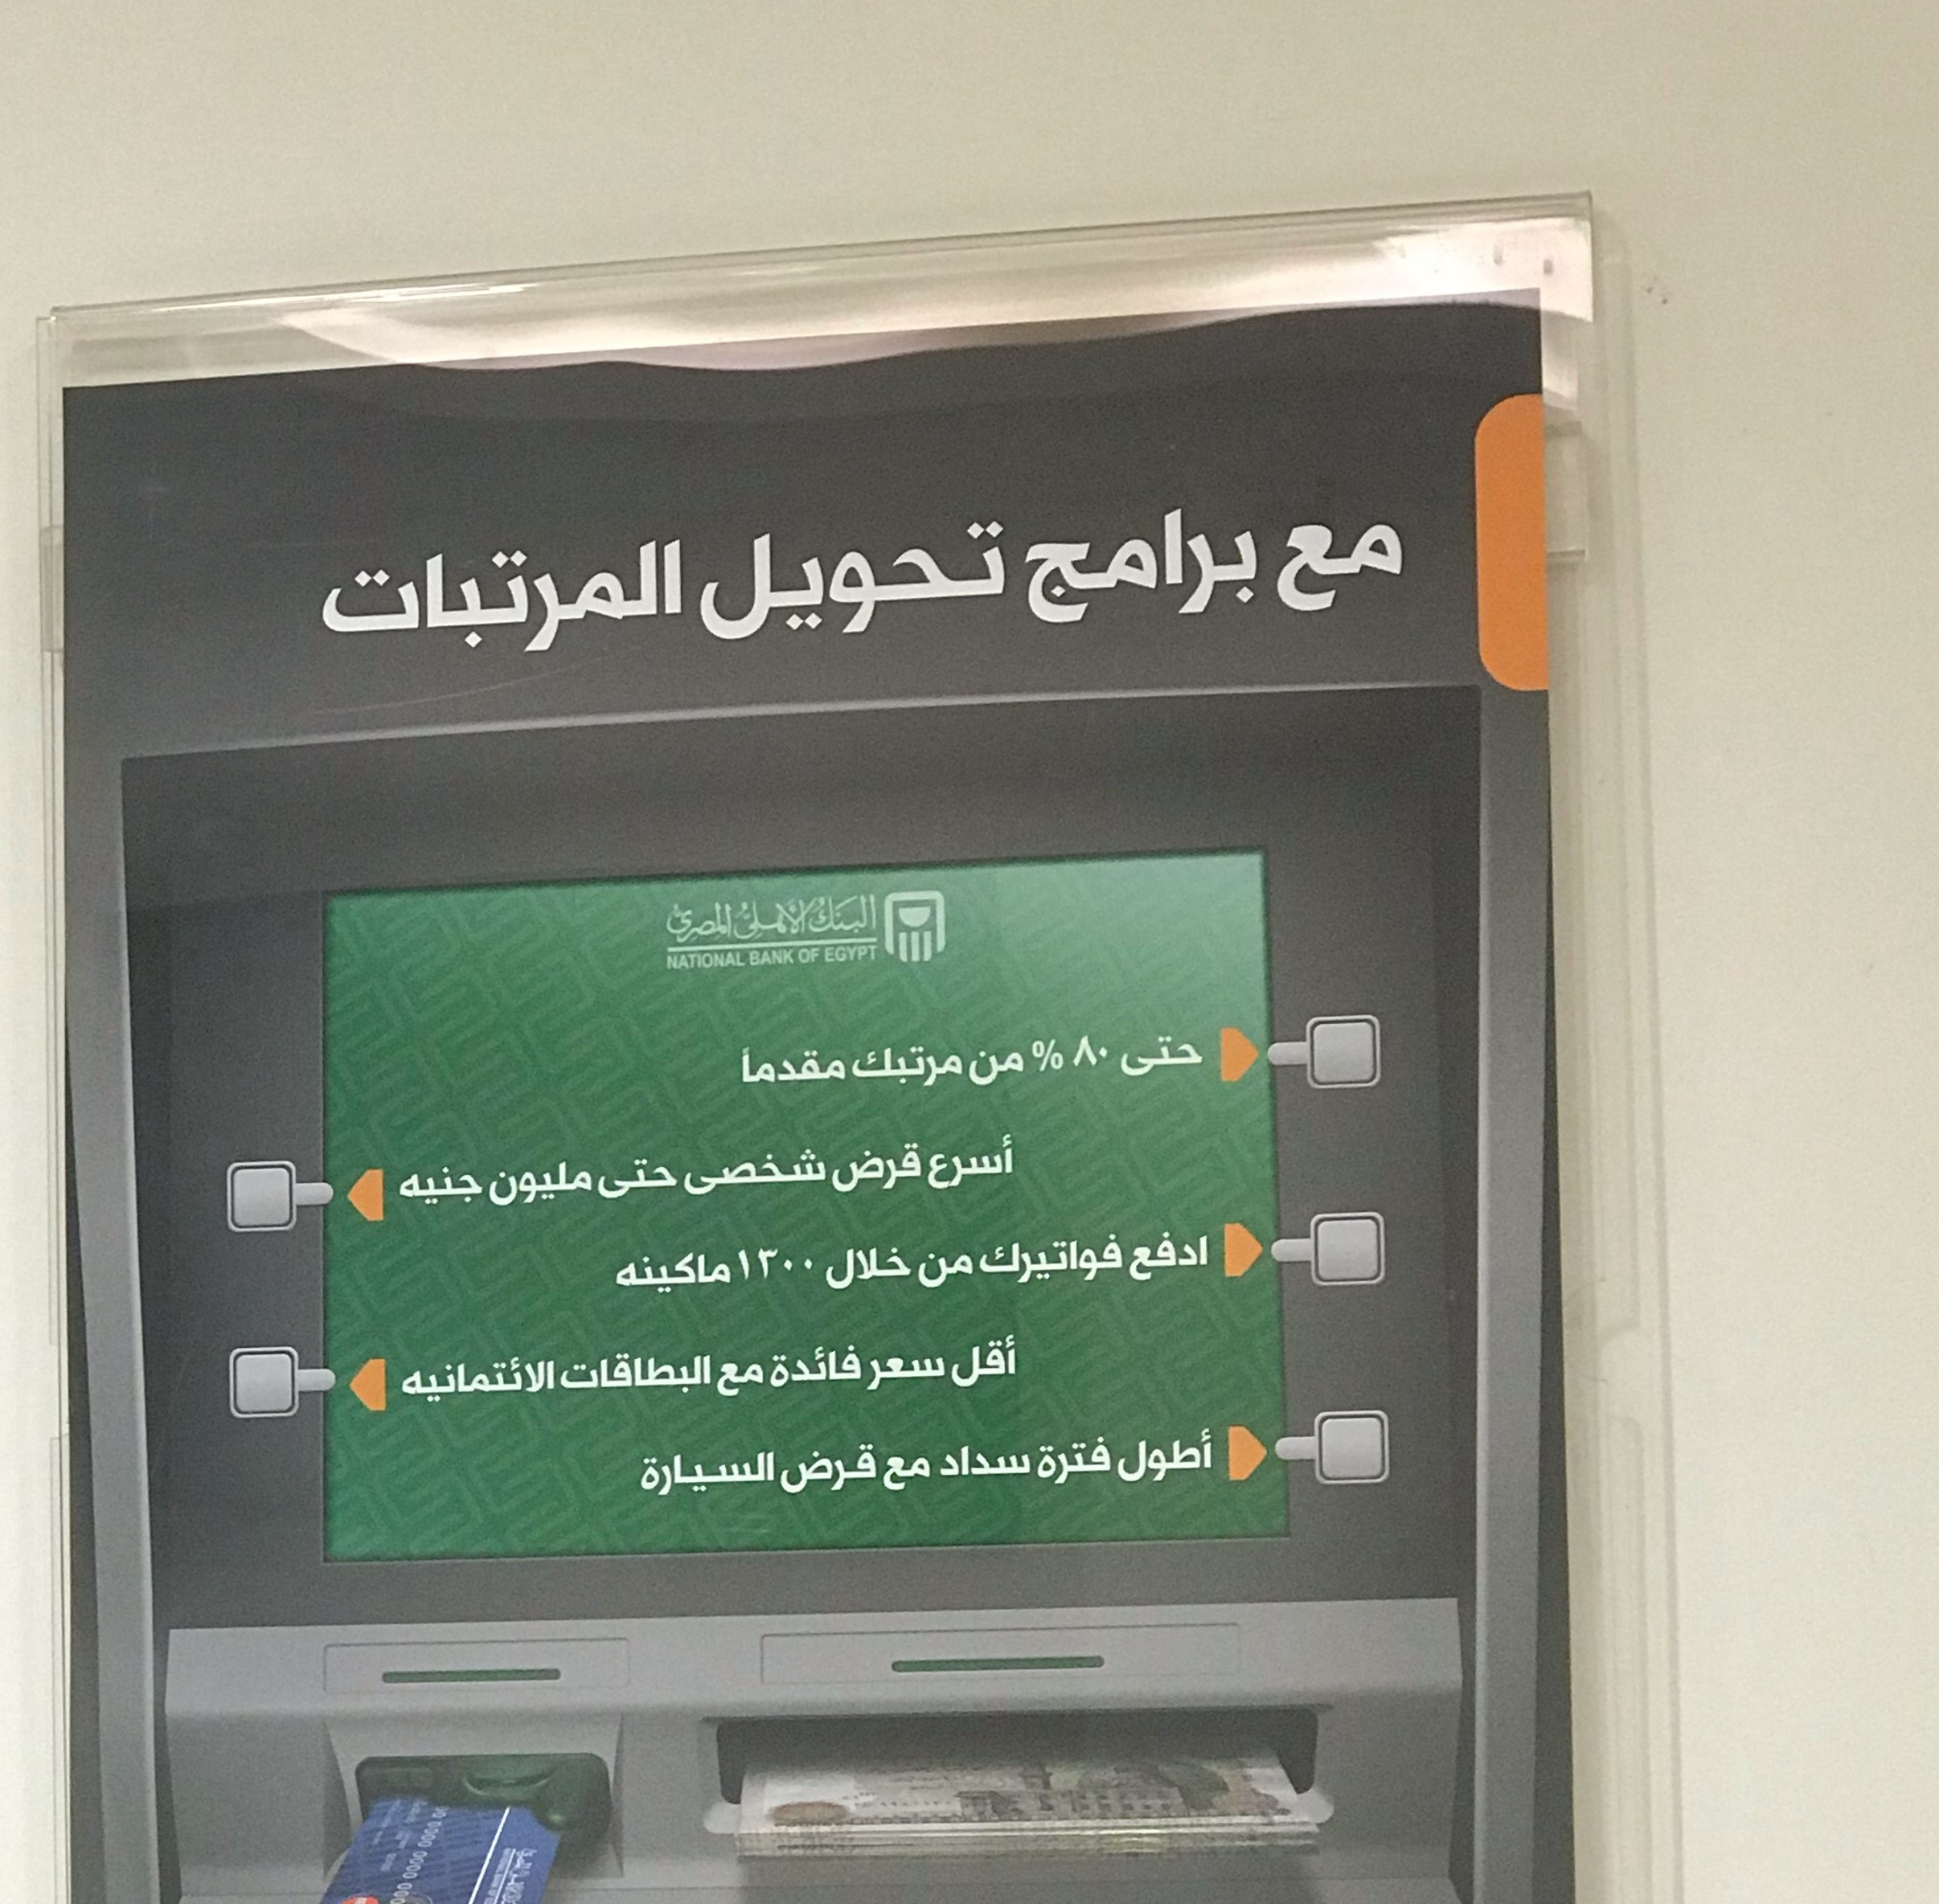 مع برامج تحويل المرتبات
البنك الأهلي المصري
NATIONAL BANK OF EGYPT
حتى ٨٠ % من مرتبك مقدماً
أسرع قرض شخصى حتى مليون جنيه
ادفع فواتيرك من خلال ١٣٠٠ ماكينه
أقل سعر فائدة مع البطاقات الائتمانيه
أطول فترة سداد مع قرض السيارة